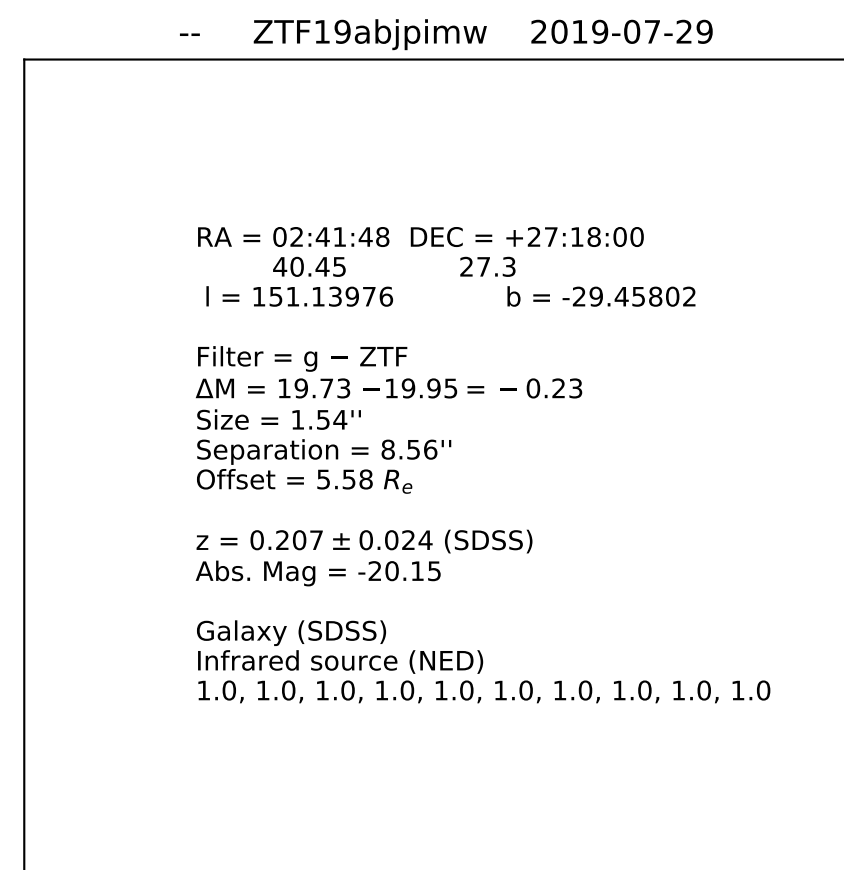 -- ZTF19abjpimw 2019-07-29
RA = 02:41:48 DEC = +27:18:00
40.45 27.3
l = 151.13976 b = -29.45802
Filter = g − ZTF
ΔM = 19.73 −19.95 = − 0.23
Size = 1.54''
Separation = 8.56''
Offset = 5.58 Re
z = 0.207 ± 0.024 (SDSS)
Abs. Mag = -20.15
Galaxy (SDSS)
Infrared source (NED)
1.0, 1.0, 1.0, 1.0, 1.0, 1.0, 1.0, 1.0, 1.0, 1.0